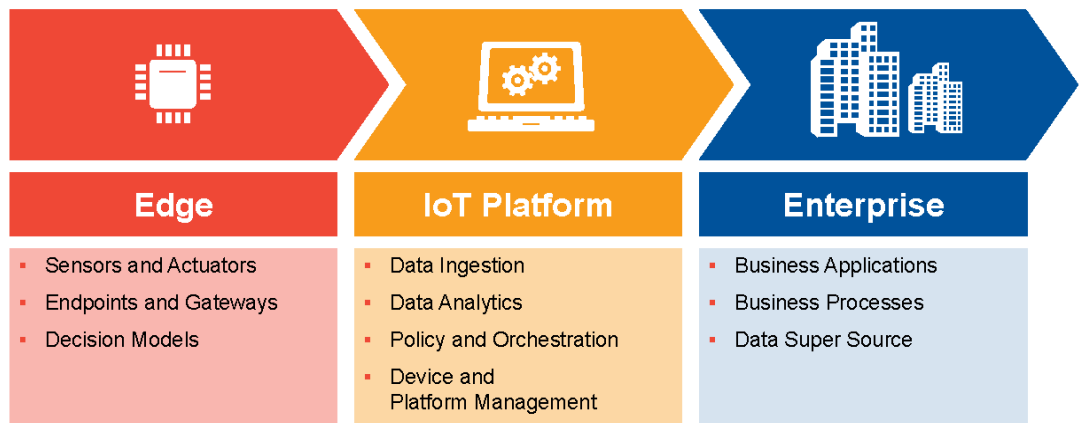 Edge
Sensors and Actuators
Endpoints and Gateways
Decision Models
IoT Platform
Data Ingestion
Data Analytics
Policy and Orchestration
Device and
Platform Management
Enterprise
Business Applications
Business Processes
Data Super Source